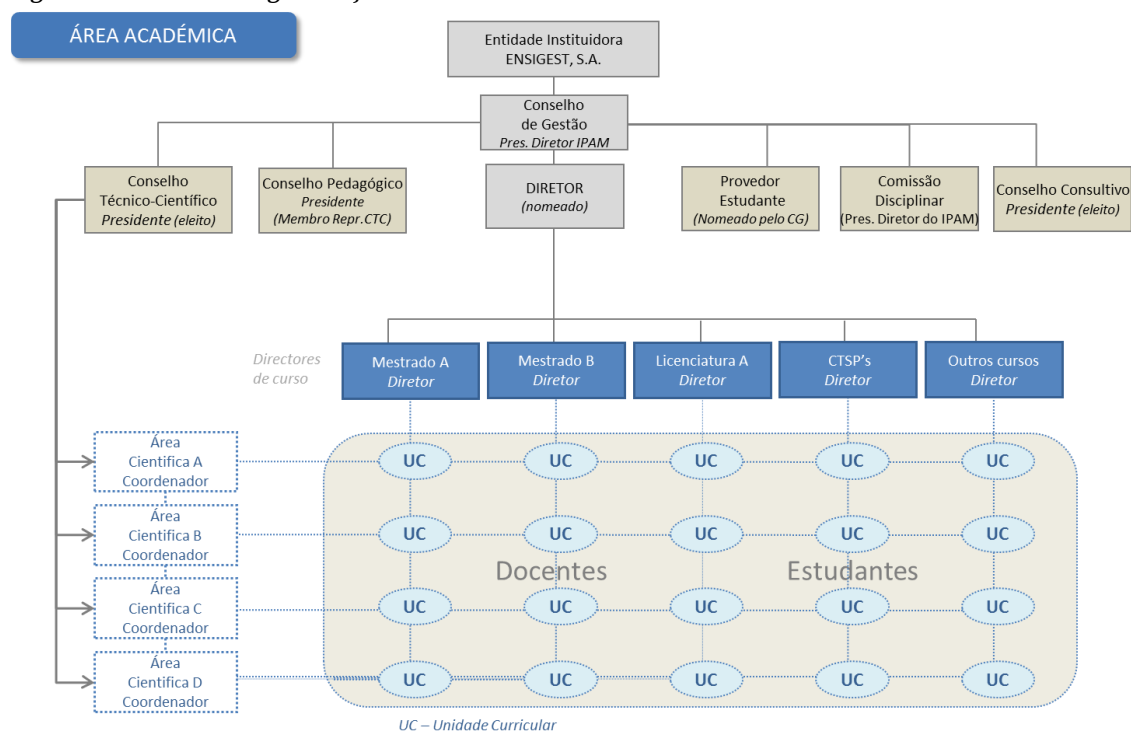 ÁREA ACADÉMICA
Entidade Instituidora
ENSIGEST, S.A.
Conselho
de Gestão
Pres. Diretor IPAM
Conselho
Técnico-Científico
Presidente (eleito)
Conselho Pedagógico
Presidente
(Membro Repr.CTC)
DIRETOR
(nomeado)
Provedor
Estudante
(Nomeado pelo CG)
Comissão
Disciplinar
(Pres. Diretor do IPAM)
Conselho Consultivo
Presidente (eleito)
Directores
de curso
Mestrado A
Diretor
Mestrado B
Diretor
Licenciatura A
Diretor
CTSP's
Diretor
Outros cursos
Diretor
Área
Cientifica A
Coordenador
UC
UC
UC
UC
UC
Área
Cientifica B
Coordenador
UC
UC
UC
UC
UC
Docentes
Estudantes
Área
Cientifica C
Coordenador
UC
UC
UC
UC
UC
Área
Cientifica D
Coordenador
UC
UC
UC
UC
UC
UC – Unidade Curricular